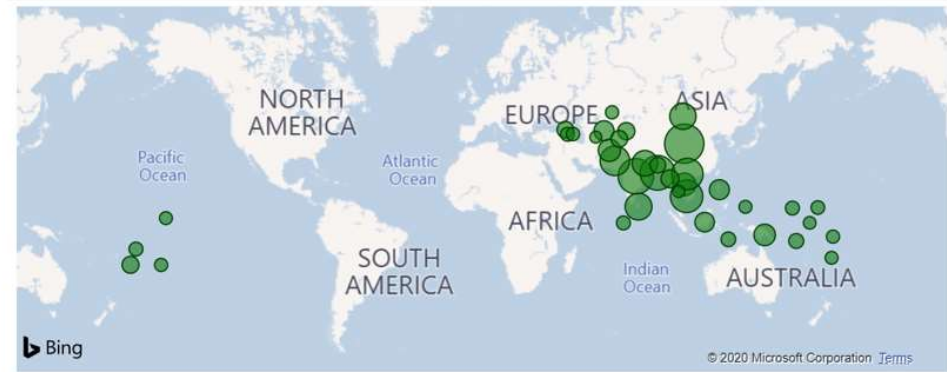 NORTH
AMERICA
EUROPE
ASIA
Pacific
Ocean
Atlantic
Ocean
AFRICA
SOUTH
AMERICA
Indian
Ocean
AUSTRALIA
Bing
© 2020 Microsoft Corporation Terms